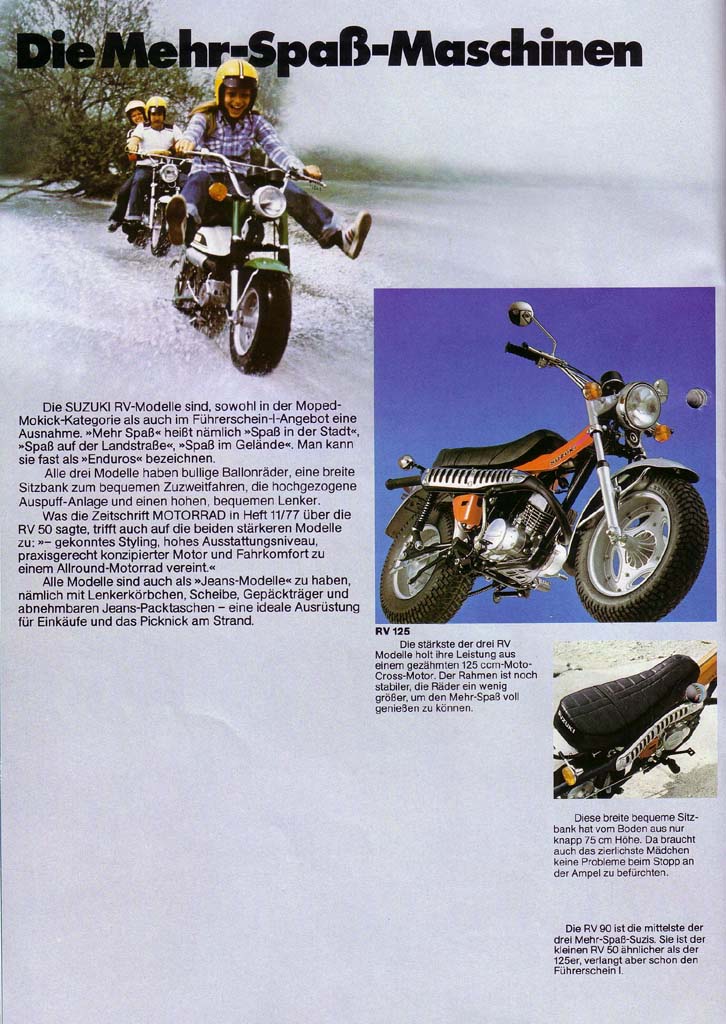 Die Mehr-Spaß-Maschinen
Die SUZUKI RV-Modelle sind, sowohl in der Moped-
Mokick-Kategorie als auch im Führerschein-I-Angebot eine
Ausnahme. »Mehr Spaß« heißt nämlich »Spaß in der Stadt«,
»Spaß auf der Landstraße«, »Spaß im Gelände«. Man kann
sie fast als »Enduros« bezeichnen.
Alle drei Modelle haben bullige Ballonräder, eine breite
Sitzbank zum bequemen Zuzweitfahren, die hochgezogene
Auspuff-Anlage und einen hohen, bequemen Lenker.
Was die Zeitschrift MOTORRAD in Heft 11/77 über die
RV 50 sagte, trifft auch auf die beiden stärkeren Modelle
zu: »– gekonntes Styling, hohes Ausstattungsniveau,
praxisgerecht konzipierter Motor und Fahrkomfort zu
einem Allround-Motorrad vereint.«
Alle Modelle sind auch als »Jeans-Modelle« zu haben,
nämlich mit Lenkerkörbchen, Scheibe, Gepäckträger und
abnehmbaren Jeans-Packtaschen – eine ideale Ausrüstung
für Einkäufe und das Picknick am Strand.
SUZUKI
RV 125
Die stärkste der drei RV
Modelle holt ihre Leistung aus
einem gezähmten 125 ccm-Moto-
Cross-Motor. Der Rahmen ist noch
stabiler, die Räder ein wenig
größer, um den Mehr-Spaß voll
genießen zu können.
SUZUKI
Diese breite bequeme Sitz-
bank hat vom Boden aus nur
knapp 75 cm Höhe. Da braucht
auch das zierlichste Mädchen
keine Probleme beim Stopp an
der Ampel zu befürchten.
Die RV 90 ist die mittelste der
drei Mehr-Spaß-Suzis. Sie ist der
kleinen RV 50 ähnlicher als der
125er, verlangt aber schon den
Führerschein I.